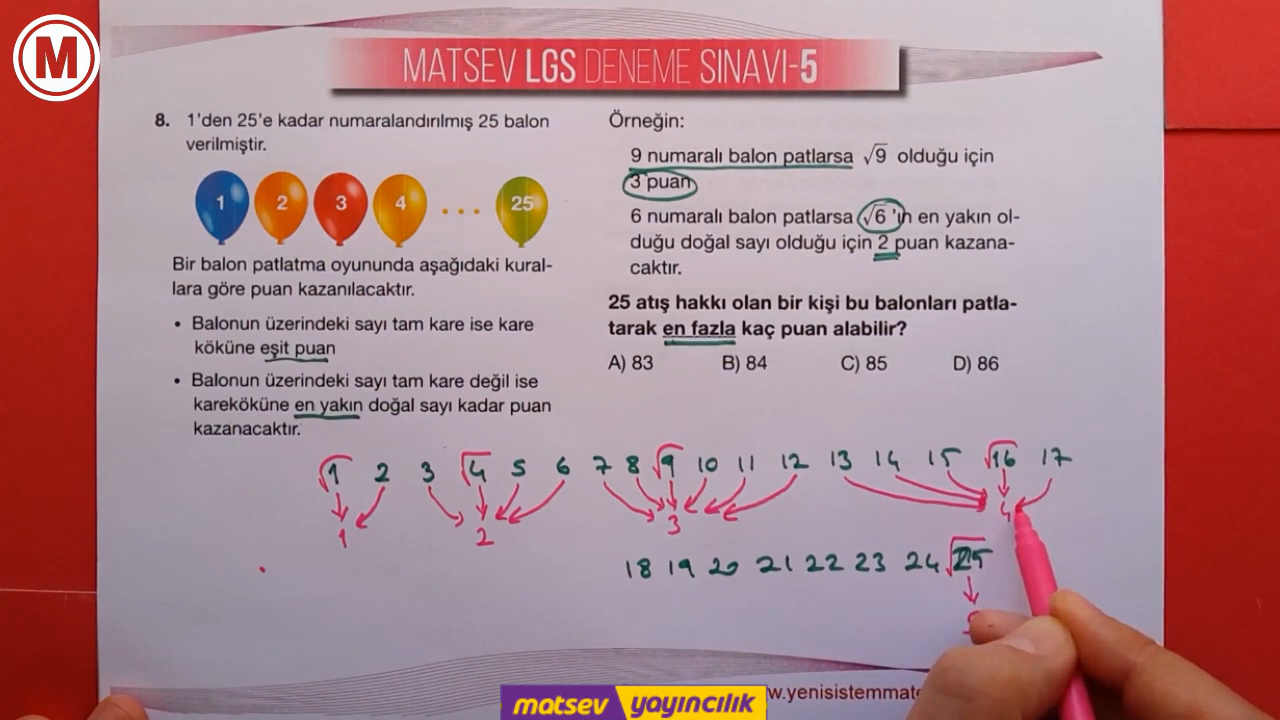 M
MATSEV LGS DENEME SINAVI-5
8. 1'den 25'e kadar numaralandırılmış 25 balon
verilmiştir.
1 2 3 4 ... 25
Bir balon patlatma oyununda aşağıdaki kural-
lara göre puan kazanılacaktır.
• Balonun üzerindeki sayı tam kare ise kare
köküne eşit puan
• Balonun üzerindeki sayı tam kare değil ise
kareköküne en yakın doğal sayı kadar puan
kazanacaktır.
Örneğin:
9 numaralı balon patlarsa √9 olduğu için
3 puan
6 numaralı balon patlarsa √6 'ın en yakın ol-
duğu doğal sayı olduğu için 2 puan kazana-
caktır.
25 atış hakkı olan bir kişi bu balonları patla-
tarak en fazla kaç puan alabilir?
A) 83 B) 84 C) 85 D) 86
√1 2 3 √4 5 6 7 8 √9 10 11 12 13 14 15 √16 17
1 2 3 4
18 19 20 21 22 23 24 √25
matsev yayıncılık
w.yenisistemmate